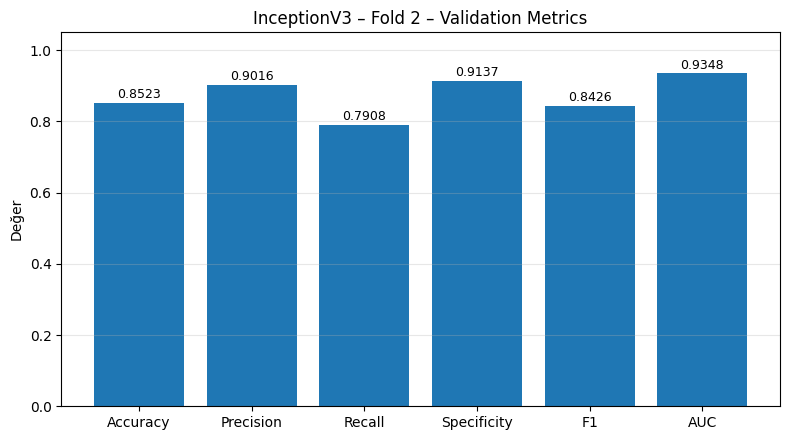 InceptionV3 – Fold 2 – Validation Metrics
1.0
0.8
0.6
0.4
0.2
0.0
Değer
0.8523
0.9016
0.7908
0.9137
0.8426
0.9348
Accuracy
Precision
Recall
Specificity
F1
AUC